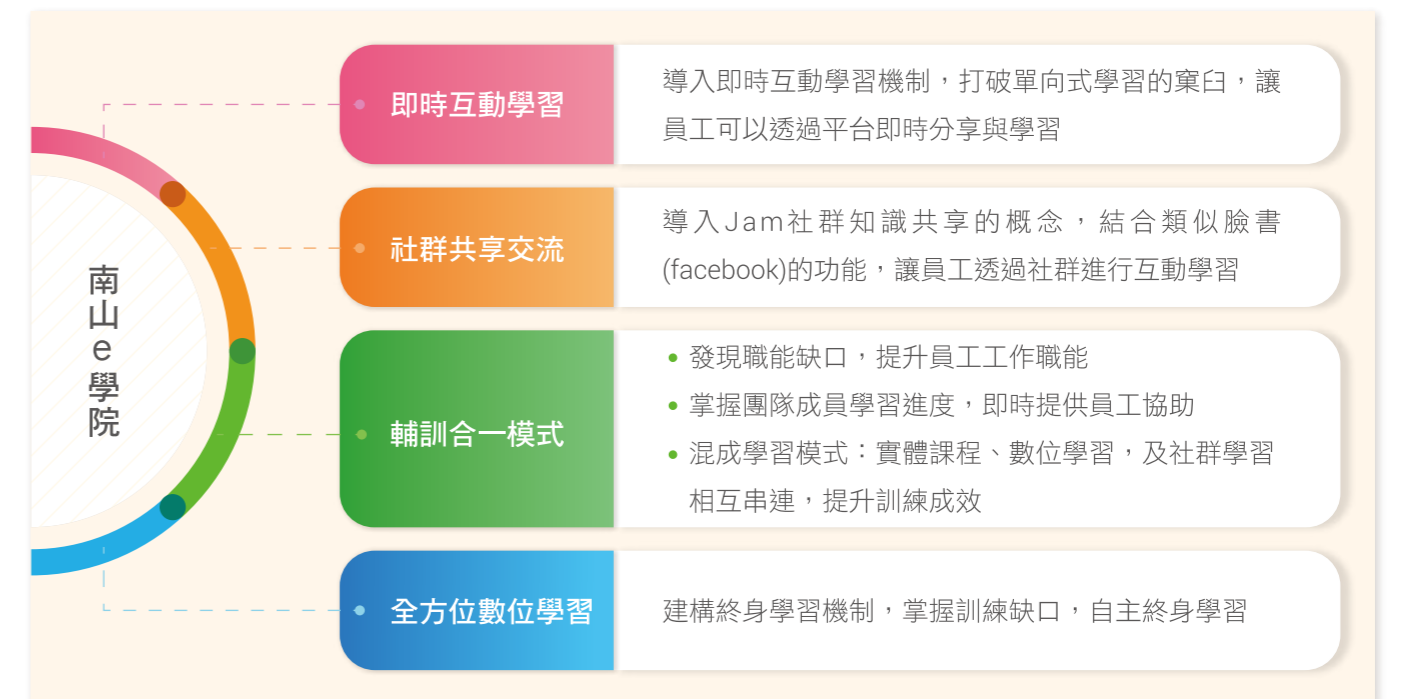 南山e學院
即時互動學習
導入即時互動學習機制，打破單向式學習的窠臼，讓
員工可以透過平台即時分享與學習
社群共享交流
導入Jam社群知識共享的概念，結合類似臉書
(facebook)的功能，讓員工透過社群進行互動學習
輔訓合一模式
• 發現職能缺口，提升員工工作職能
• 掌握團隊成員學習進度，即時提供員工協助
• 混成學習模式：實體課程、數位學習，及社群學習
相互串連，提升訓練成效
全方位數位學習
建構終身學習機制，掌握訓練缺口，自主終身學習